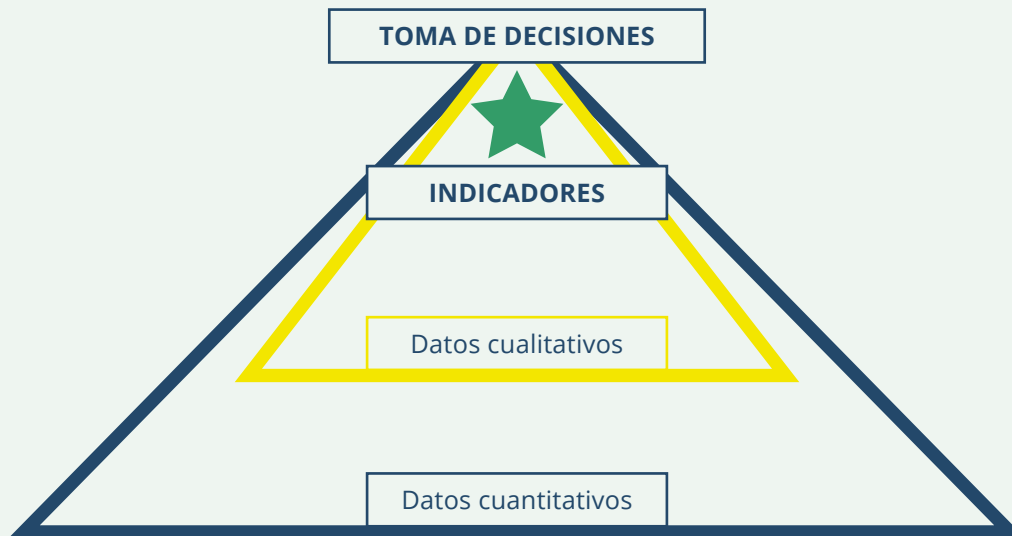 TOMA DE DECISIONES
INDICADORES
Datos cualitativos
Datos cuantitativos